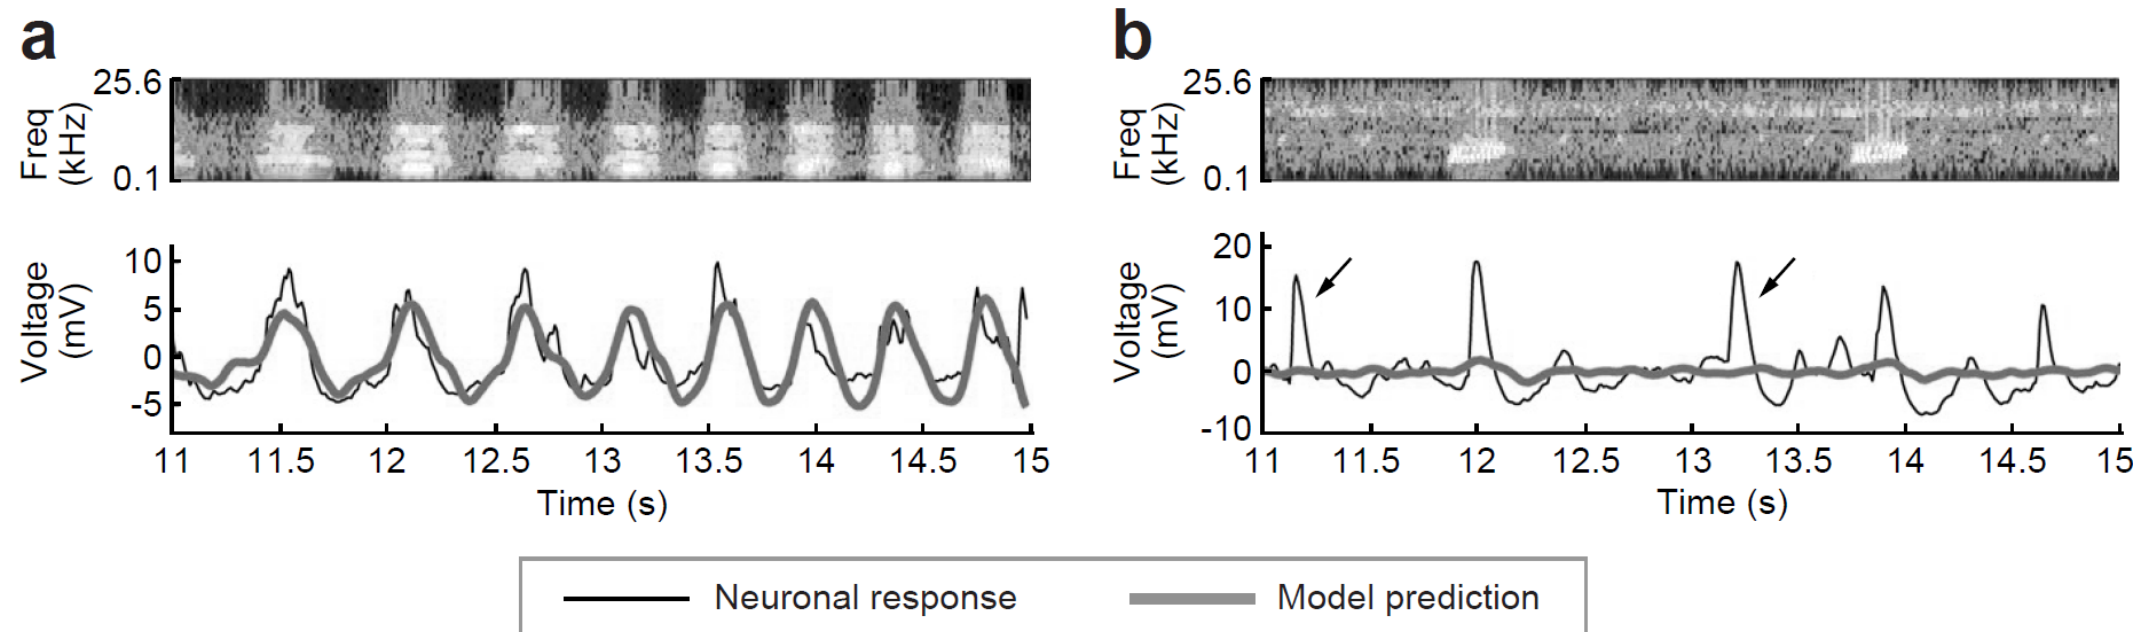 a
25.6
Freq
(kHz)
0.1
Voltage
(mV)
10
5
0
-5
11 11.5 12 12.5 13 13.5 14 14.5 15
Time (s)
b
25.6
Freq
(kHz)
0.1
Voltage
(mV)
20
10
0
-10
11 11.5 12 12.5 13 13.5 14 14.5 15
Time (s)
Neuronal response Model prediction